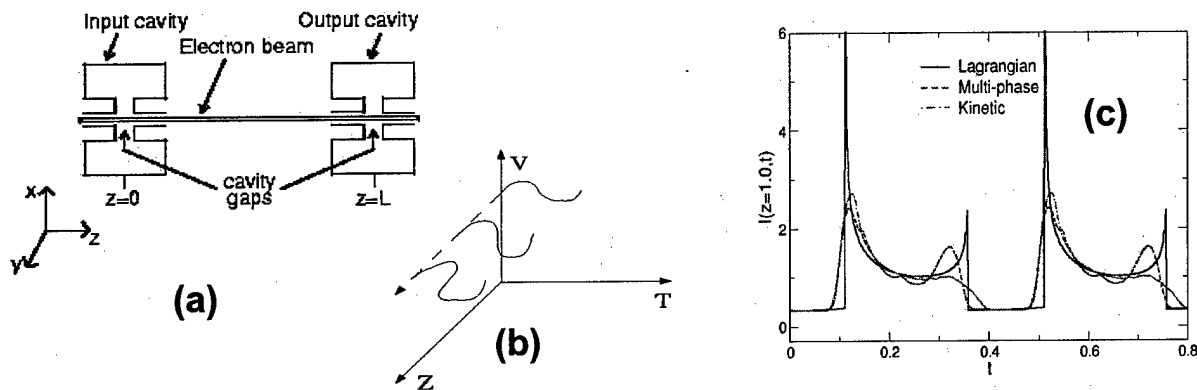 Input cavity
Output cavity
Electron beam
cavity
gaps
z=0
z=L
x
z
y
(a)
V
T
Z
(b)
I(z=1.0,t)
6
4
2
0
Lagrangian
Multi-phase
Kinetic
(c)
0
0.2
0.4
0.6
0.8
t